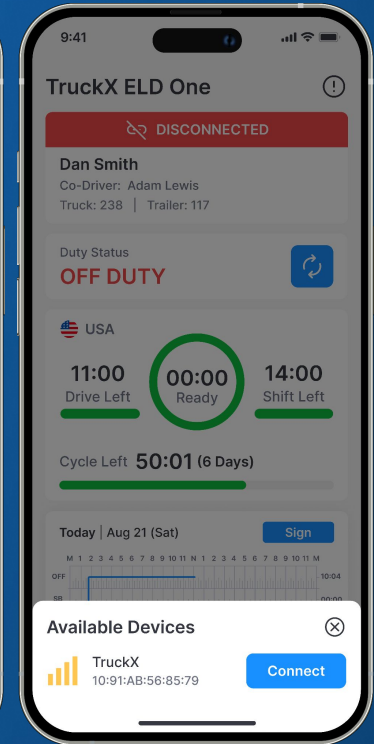 9:41
TruckX ELD One
DISCONNECTED
Dan Smith
Co-Driver: Adam Lewis
Truck: 238 | Trailer: 117
Duty Status
OFF DUTY
USA
11:00
Drive Left
00:00
Ready
14:00
Shift Left
Cycle Left 50:01 (6 Days)
Today | Aug 21 (Sat)
Sign
M 1 2 3 4 5 6 7 8 9 10 11 N 1 2 3 4 5 6 7 8 9 10 11 M
OFF
10:04
SB
00:00
Available Devices
TruckX
10:91:AB:56:85:79
Connect